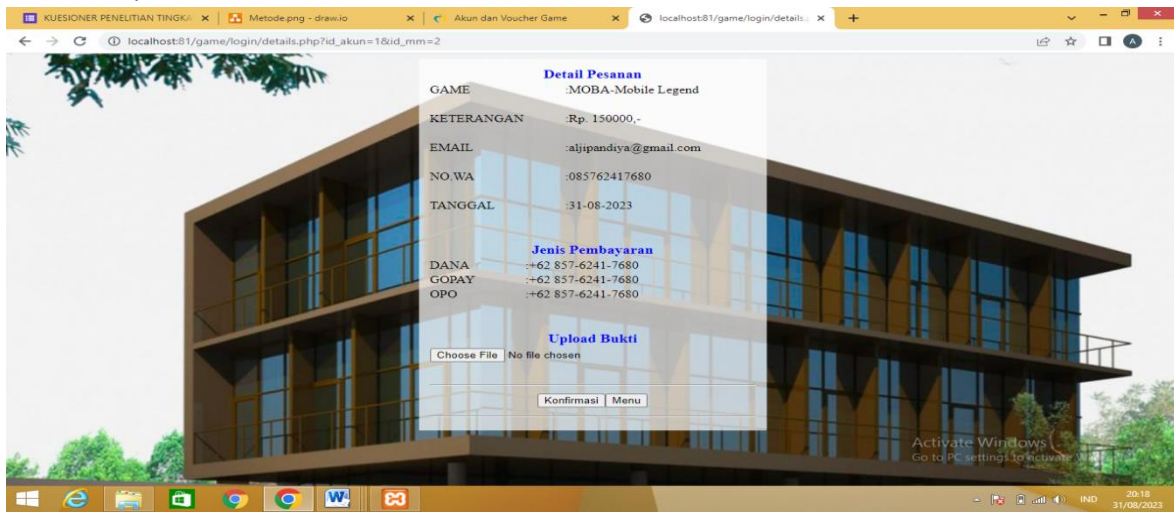 KUESIONER PENELITIAN TINGKA
Metode.png - draw.io
Akun dan Voucher Game
localhost:81/game/login/details.
localhost:81/game/login/details.php?id_akun=1&id_mm=2
A
Detail Pesanan
GAME :MOBA-Mobile Legend
KETERANGAN :Rp. 150000,-
EMAIL :aljipandiya@gmail.com
NO.WA :085762417680
TANGGAL :31-08-2023
Jenis Pembayaran
DANA :+62 857-6241-7680
GOPAY :+62 857-6241-7680
OPO :+62 857-6241-7680
Upload Bukti
Choose File No file chosen
Konfirmasi Menu
Activate Windows
Go to PC settings to activate
IND
20:18
31/08/2023